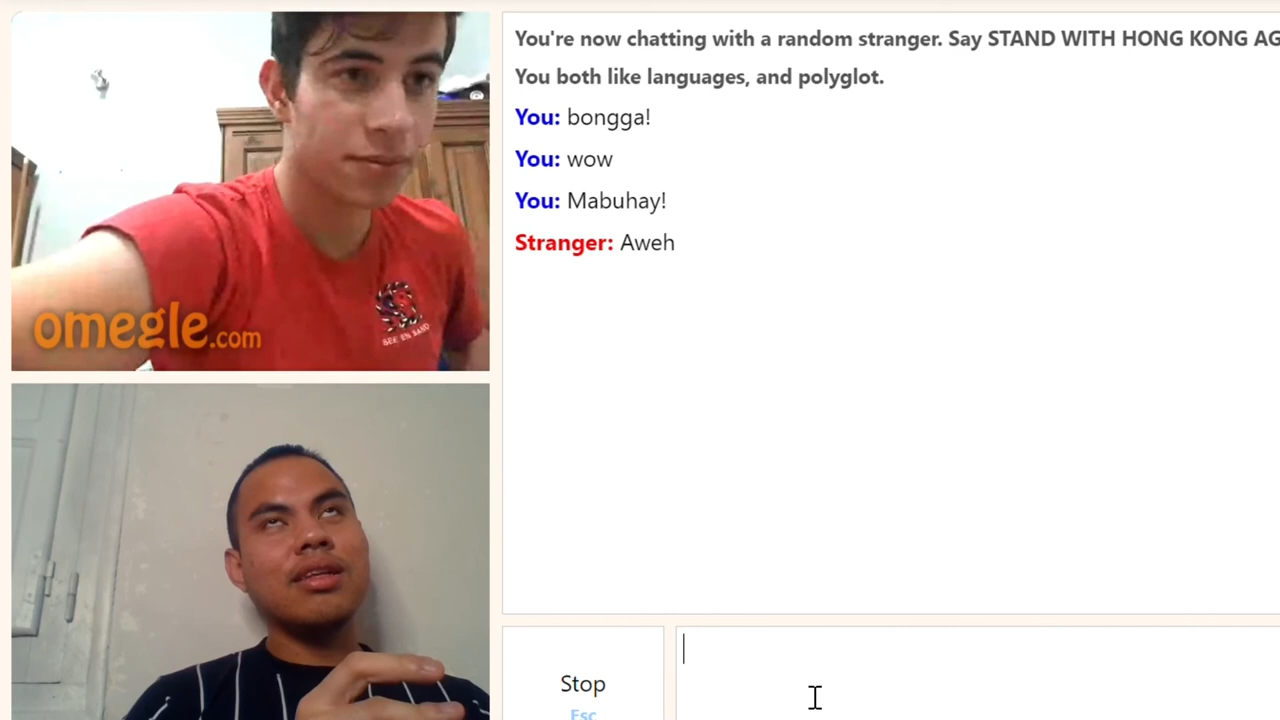 You're now chatting with a random stranger. Say STAND WITH HONG KONG AG
You both like languages, and polyglot.
You: bongga!
You: wow
You: Mabuhay!
Stranger: Aweh
omegle.com
Stop
Esc